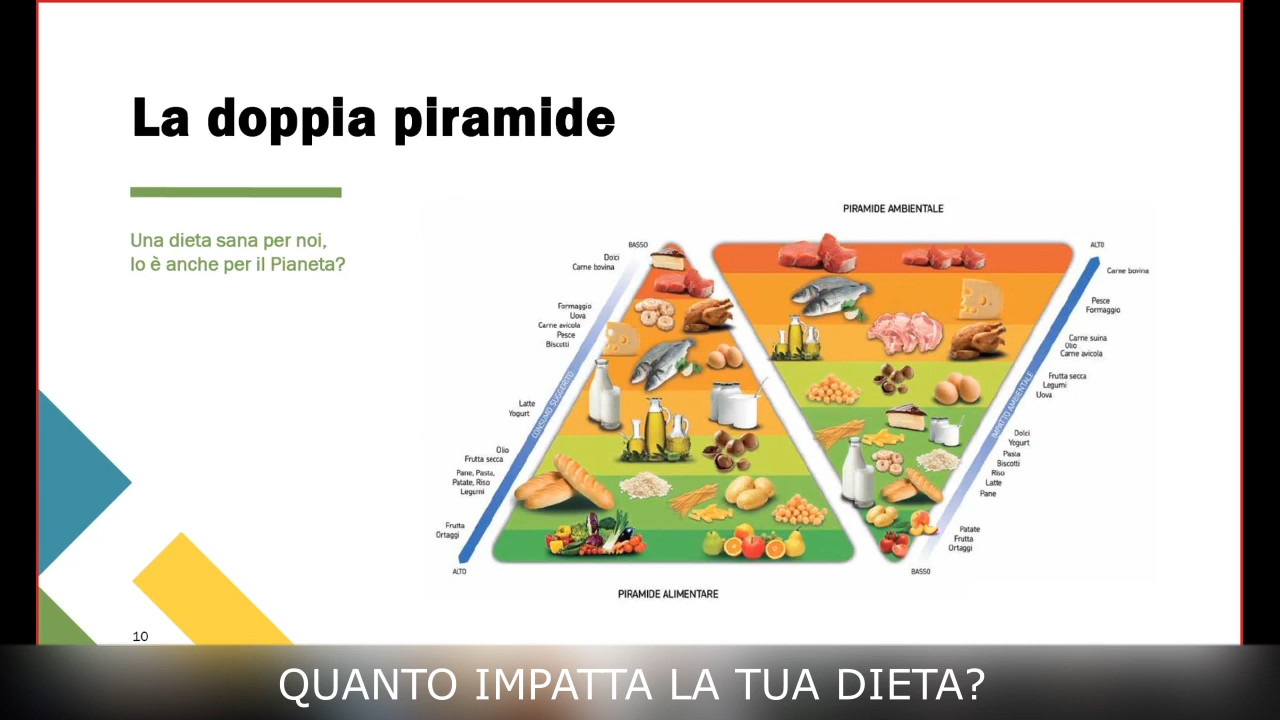 La doppia piramide
Una dieta sana per noi,
lo è anche per il Pianeta?
PIRAMIDE AMBIENTALE
BASSO
Dolci
Carne bovina
Formaggio
Uova
Carne avicola
Pesce
Biscotti
Latte
Yogurt
Olio
Frutta secca
Pane, Pasta,
Patate, Riso
Legumi
Frutta
Ortaggi
ALTO
CONSUMO SUGGERITO
PIRAMIDE ALIMENTARE
ALTO
Carne bovina
Pesce
Formaggio
Carne suina
Olio
Carne avicola
Frutta secca
Legumi
Uova
Dolci
Yogurt
Pasta
Biscotti
Riso
Latte
Pane
Patate
Frutta
Ortaggi
BASSO
IMPATTO AMBIENTALE
10
QUANTO IMPATTA LA TUA DIETA?